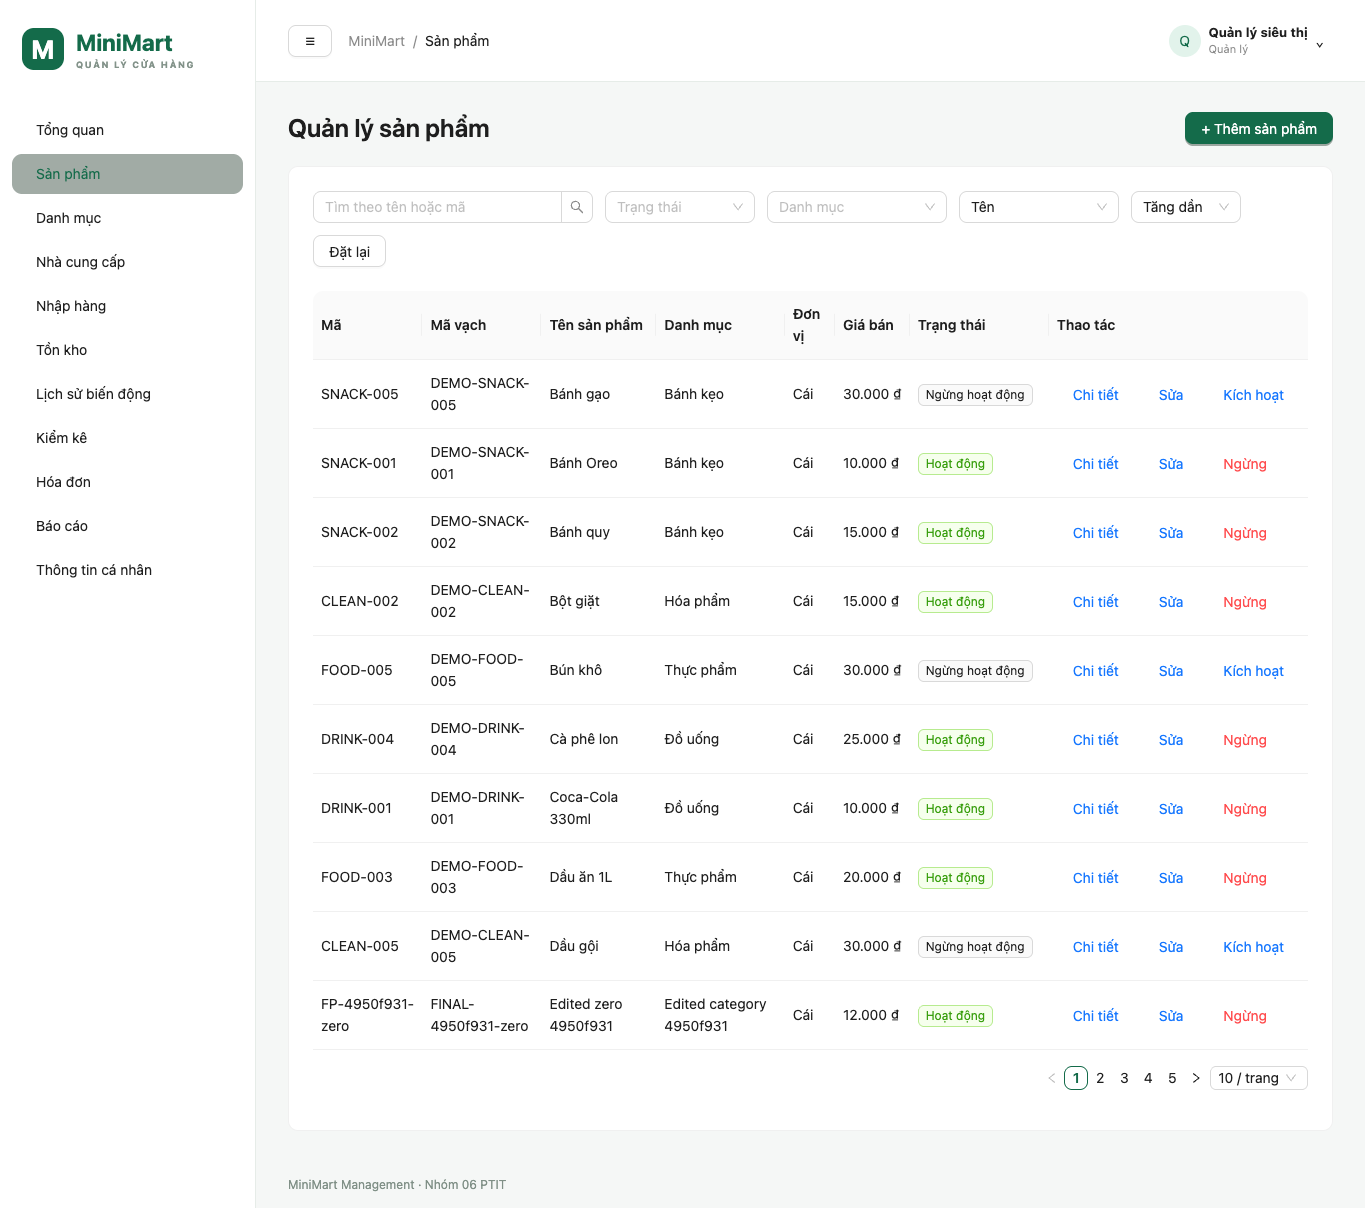 M
MiniMart
QUẢN LÝ CỬA HÀNG
Tổng quan
Sản phẩm
Danh mục
Nhà cung cấp
Nhập hàng
Tồn kho
Lịch sử biến động
Kiểm kê
Hóa đơn
Báo cáo
Thông tin cá nhân
MiniMart / Sản phẩm
Q
Quản lý siêu thị
Quản lý
Quản lý sản phẩm
+ Thêm sản phẩm
Tìm theo tên hoặc mã
Trạng thái
Danh mục
Tên
Tăng dần
Đặt lại
Mã Mã vạch Tên sản phẩm Danh mục Đơn vị Giá bán Trạng thái Thao tác
SNACK-005 DEMO-SNACK-005 Bánh gạo Bánh kẹo Cái 30.000 ₫ Ngừng hoạt động Chi tiết Sửa Kích hoạt
SNACK-001 DEMO-SNACK-001 Bánh Oreo Bánh kẹo Cái 10.000 ₫ Hoạt động Chi tiết Sửa Ngừng
SNACK-002 DEMO-SNACK-002 Bánh quy Bánh kẹo Cái 15.000 ₫ Hoạt động Chi tiết Sửa Ngừng
CLEAN-002 DEMO-CLEAN-002 Bột giặt Hóa phẩm Cái 15.000 ₫ Hoạt động Chi tiết Sửa Ngừng
FOOD-005 DEMO-FOOD-005 Bún khô Thực phẩm Cái 30.000 ₫ Ngừng hoạt động Chi tiết Sửa Kích hoạt
DRINK-004 DEMO-DRINK-004 Cà phê lon Đồ uống Cái 25.000 ₫ Hoạt động Chi tiết Sửa Ngừng
DRINK-001 DEMO-DRINK-001 Coca-Cola 330ml Đồ uống Cái 10.000 ₫ Hoạt động Chi tiết Sửa Ngừng
FOOD-003 DEMO-FOOD-003 Dầu ăn 1L Thực phẩm Cái 20.000 ₫ Hoạt động Chi tiết Sửa Ngừng
CLEAN-005 DEMO-CLEAN-005 Dầu gội Hóa phẩm Cái 30.000 ₫ Ngừng hoạt động Chi tiết Sửa Kích hoạt
FP-4950f931-zero FINAL-4950f931-zero Edited zero 4950f931 Edited category 4950f931 Cái 12.000 ₫ Hoạt động Chi tiết Sửa Ngừng
1 2 3 4 5 10 / trang
MiniMart Management · Nhóm 06 PTIT